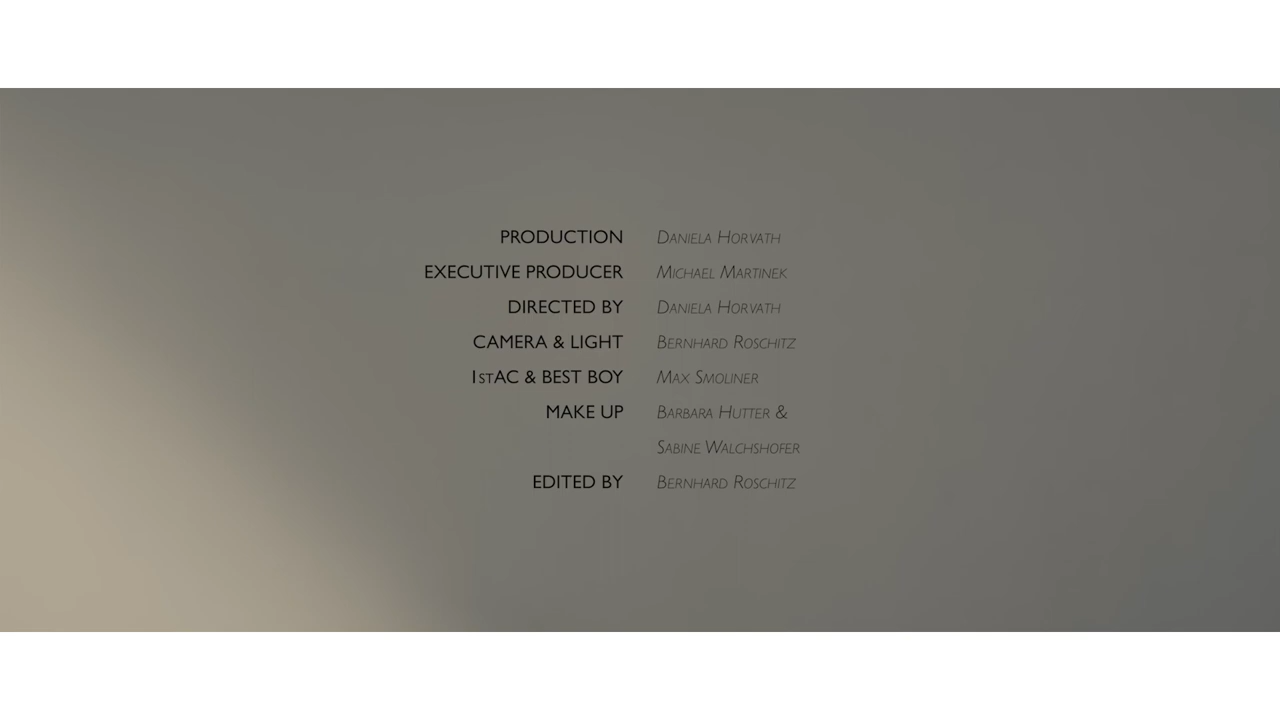 PRODUCTION Daniela Horvath
EXECUTIVE PRODUCER Michael Martinek
DIRECTED BY Daniela Horvath
CAMERA & LIGHT Bernhard Roschitz
1stAC & BEST BOY Max Smoliner
MAKE UP Barbara Hutter &
Sabine Walchshofer
EDITED BY Bernhard Roschitz